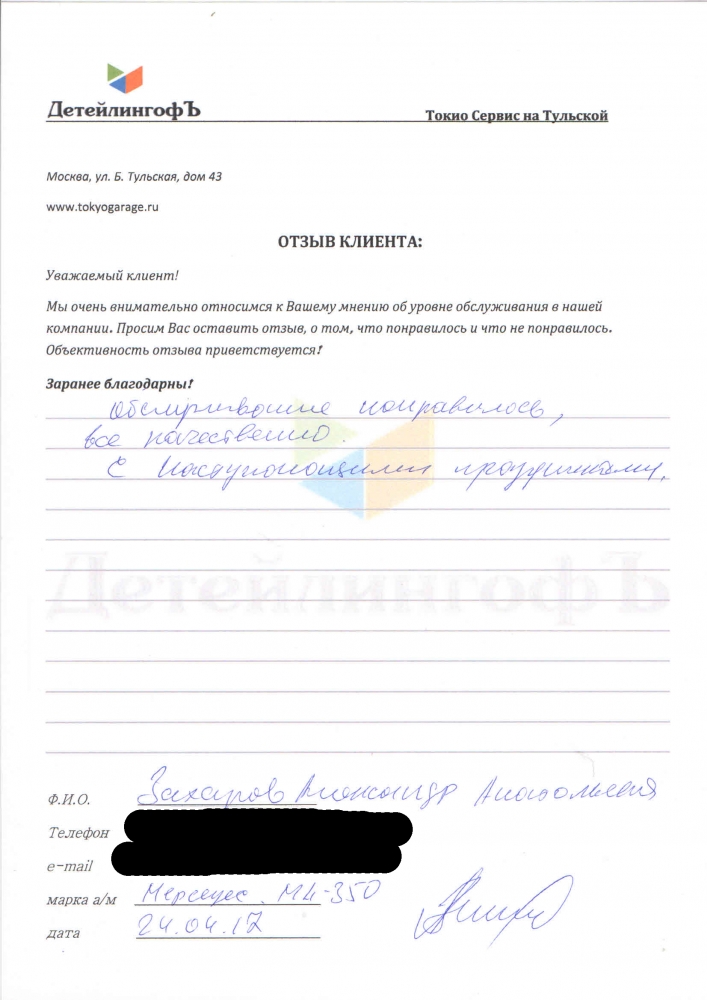 ДетейлингофЪ
Токио Сервис на Тульской
Москва, ул. Б. Тульская, дом 43
www.tokyogarage.ru
ОТЗЫВ КЛИЕНТА:
Уважаемый клиент!
Мы очень внимательно относимся к Вашему мнению об уровне обслуживания в нашей
компании. Просим Вас оставить отзыв, о том, что понравилось и что не понравилось.
Объективность отзыва приветствуется!
Заранее благодарны!
Обслуживание понравилось,
все качественно.
С наступающими праздниками.
ДетейлингофЪ
Ф.И.О. Захаров Александр Анатольевич
Телефон
e-mail
марка а/м Мерседес МЛ-350
дата 24.04.17